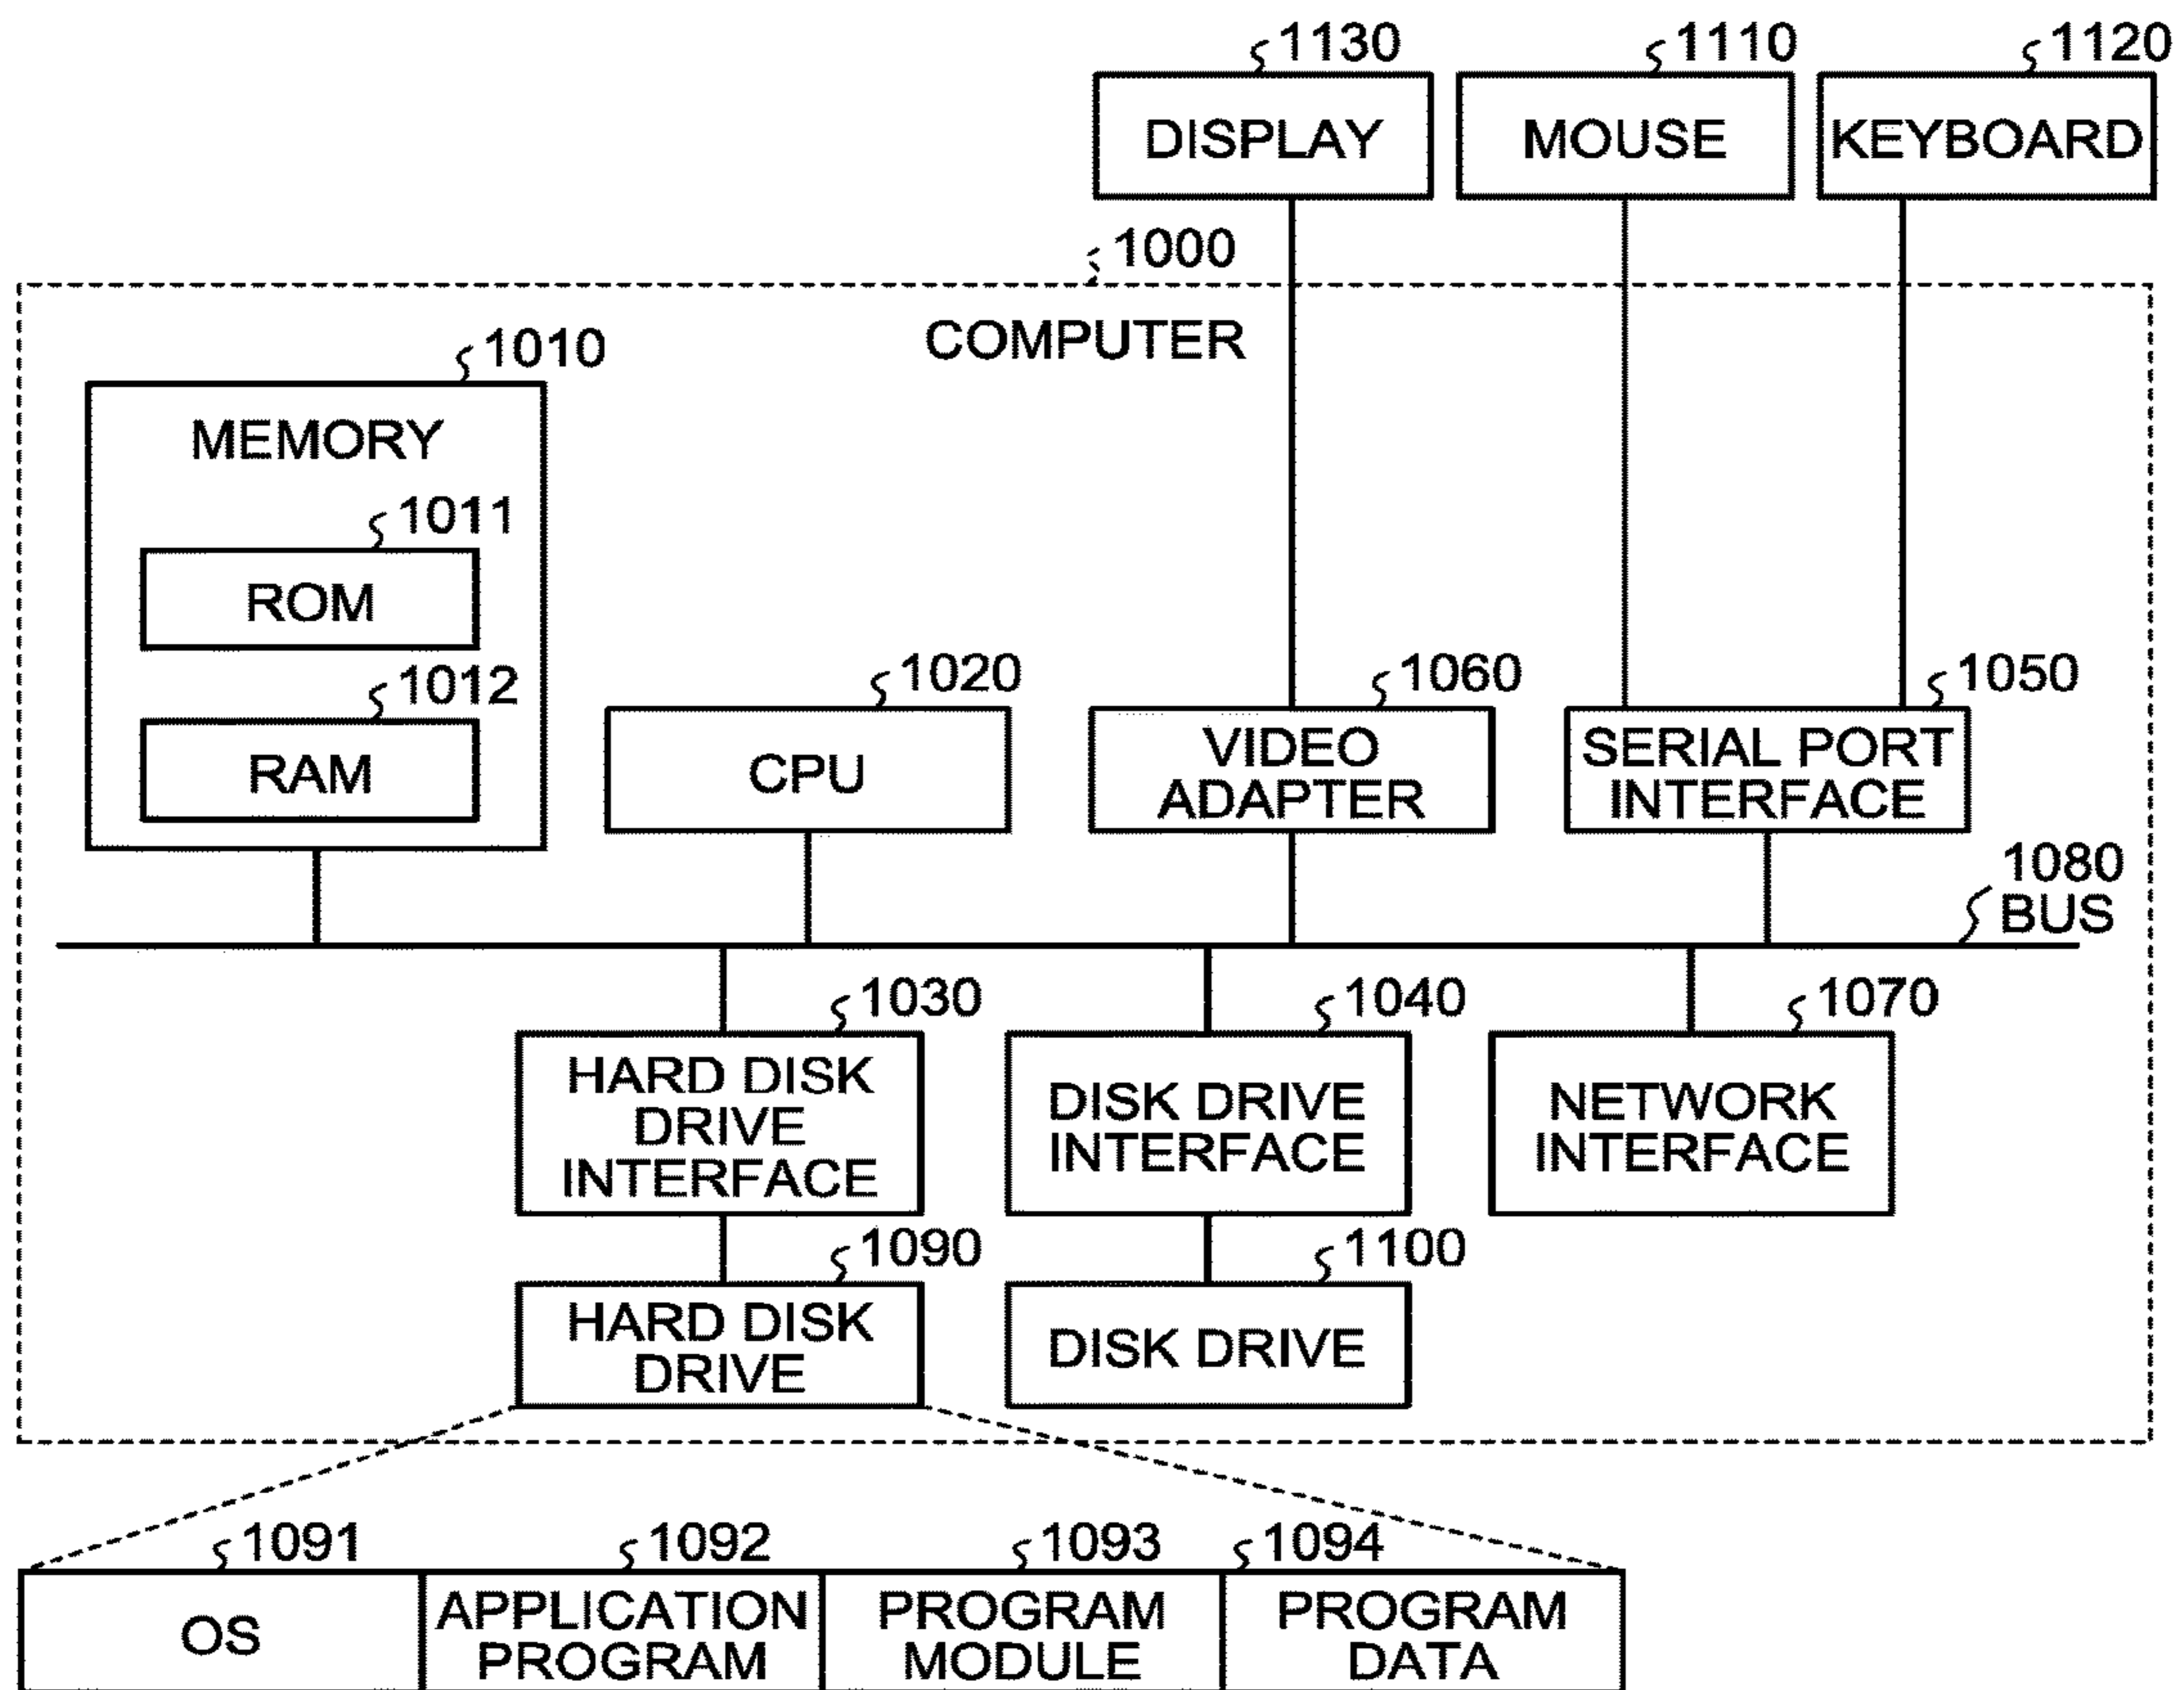 1130
1110
1120
DISPLAY
MOUSE
KEYBOARD
1000
COMPUTER
1010
MEMORY
1011
ROM
1012
RAM
1020
CPU
1060
VIDEO
ADAPTER
1050
SERIAL PORT
INTERFACE
1080
BUS
1030
HARD DISK
DRIVE
INTERFACE
1040
DISK DRIVE
INTERFACE
1070
NETWORK
INTERFACE
1090
HARD DISK
DRIVE
1100
DISK DRIVE
1091
OS
1092
APPLICATION
PROGRAM
1093
PROGRAM
MODULE
1094
PROGRAM
DATA